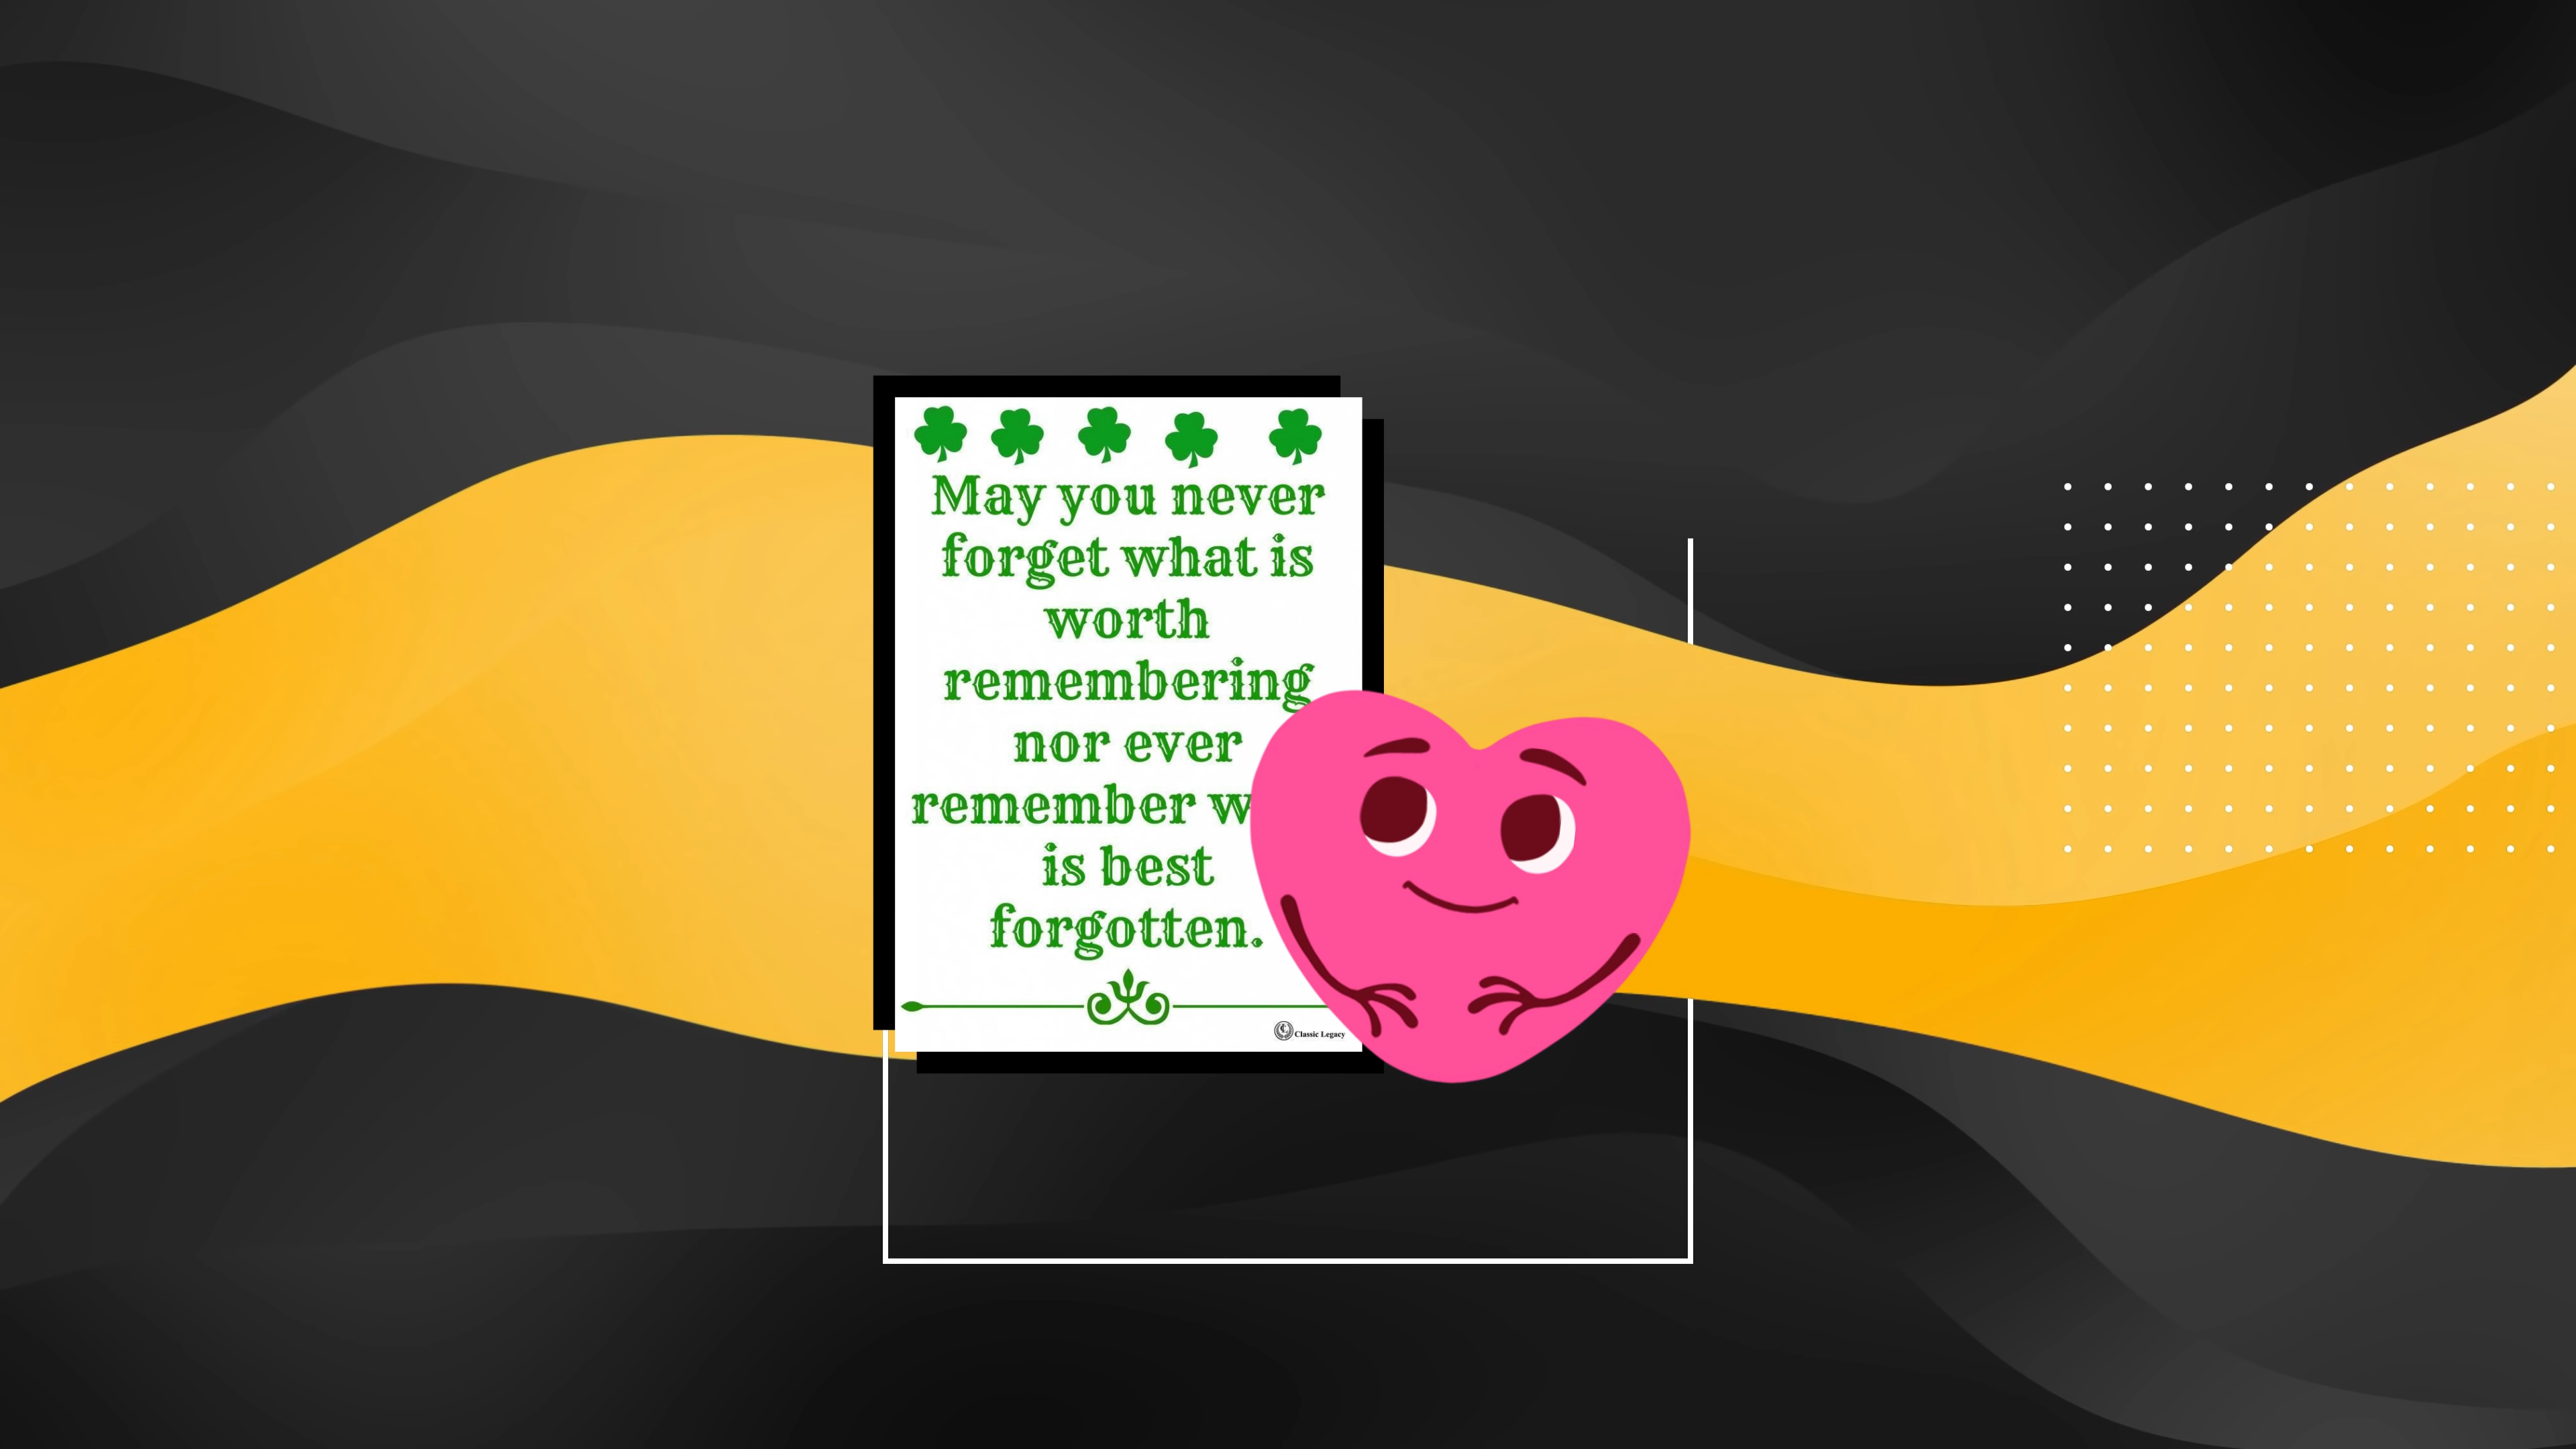 May you never
forget what is
worth
remembering
nor ever
remember
is best
forgotten.
Classic Legacy